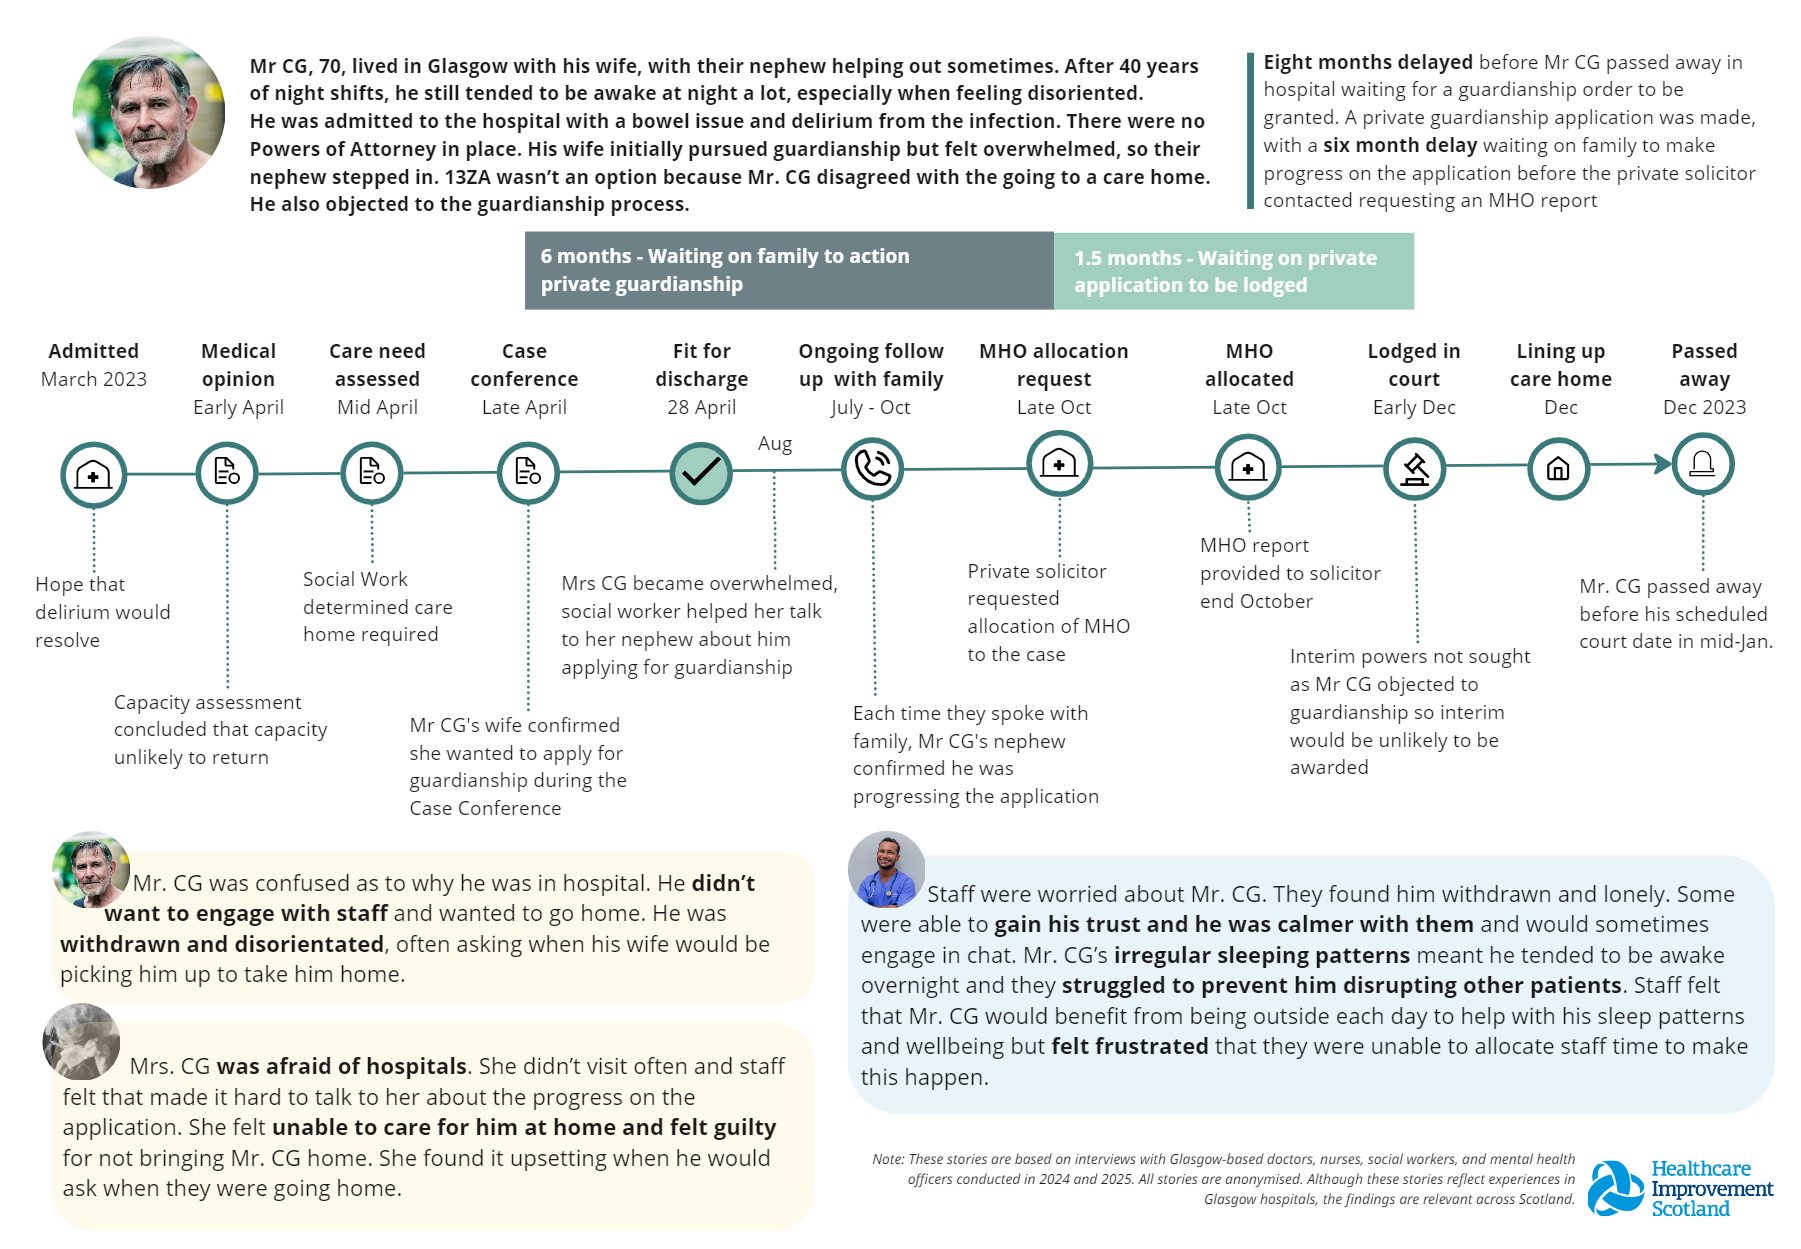 Mr CG, 70, lived in Glasgow with his wife, with their nephew helping out sometimes. After 40 years
of night shifts, he still tended to be awake at night a lot, especially when feeling disoriented.
He was admitted to the hospital with a bowel issue and delirium from the infection. There were no
Powers of Attorney in place. His wife initially pursued guardianship but felt overwhelmed, so their
nephew stepped in. 13ZA wasn't an option because Mr. CG disagreed with the going to a care home.
He also objected to the guardianship process.
Eight months delayed before Mr CG passed away in
hospital waiting for a guardianship order to be
granted. A private guardianship application was made,
with a six month delay waiting on family to make
progress on the application before the private solicitor
contacted requesting an MHO report
6 months - Waiting on family to action
private guardianship
1.5 months - Waiting on private
application to be lodged
Admitted
March 2023
Medical
opinion
Early April
Care need
assessed
Mid April
Case
conference
Late April
Fit for
discharge
28 April
Aug
Ongoing follow
up  with family
July - Oct
MHO allocation
request
Late Oct
MHO
allocated
Late Oct
Lodged in
court
Early Dec
Lining up
care home
Dec
Passed
away
Dec 2023
Hope that
delirium would
resolve
Capacity assessment
concluded that capacity
unlikely to return
Social Work
determined care
home required
Mr CG's wife confirmed
she wanted to apply for
guardianship during the
Case Conference
Mrs CG became overwhelmed,
social worker helped her talk
to her nephew about him
applying for guardianship
Each time they spoke with
family, Mr CG's nephew
confirmed he was
progressing the application
Private solicitor
requested
allocation of MHO
to the case
MHO report
provided to solicitor
end October
Interim powers not sought
as Mr CG objected to
guardianship so interim
would be unlikely to be
awarded
Mr. CG passed away
before his scheduled
court date in mid-Jan.
Mr. CG was confused as to why he was in hospital. He didn't
want to engage with staff and wanted to go home. He was
withdrawn and disorientated, often asking when his wife would be
picking him up to take him home.
Mrs. CG was afraid of hospitals. She didn't visit often and staff
felt that made it hard to talk to her about the progress on the
application. She felt unable to care for him at home and felt guilty
for not bringing Mr. CG home. She found it upsetting when he would
ask when they were going home.
Staff were worried about Mr. CG. They found him withdrawn and lonely. Some
were able to gain his trust and he was calmer with them and would sometimes
engage in chat. Mr. CG's irregular sleeping patterns meant he tended to be awake
overnight and they struggled to prevent him disrupting other patients. Staff felt
that Mr. CG would benefit from being outside each day to help with his sleep patterns
and wellbeing but felt frustrated that they were unable to allocate staff time to make
this happen.
Note: These stories are based on interviews with Glasgow-based doctors, nurses, social workers, and mental health
officers conducted in 2024 and 2025. All stories are anonymised. Although these stories reflect experiences in
Glasgow hospitals, the findings are relevant across Scotland.
Healthcare
Improvement
Scotland